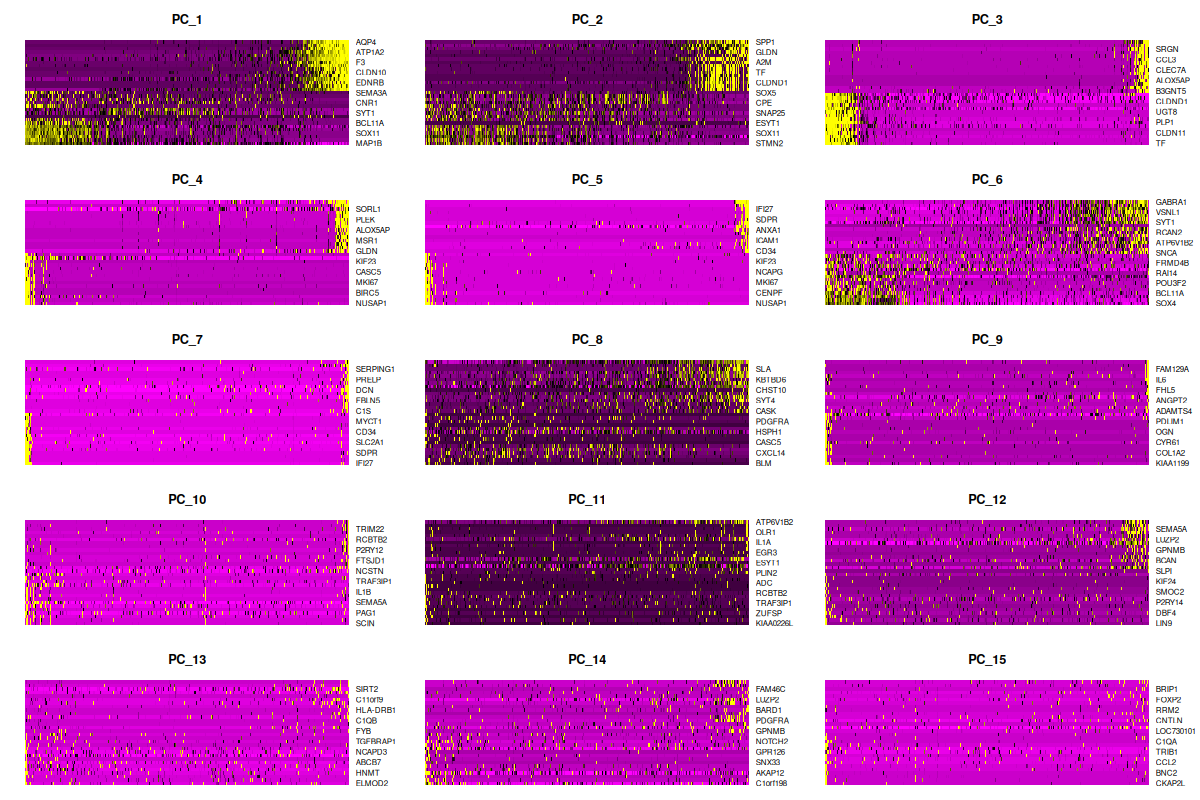 PC_1
AQP4
ATP1A2
F3
CLDN10
EDNRB
SEMA3A
CNR1
SYT1
BCL11A
SOX11
MAP1B
PC_2
SPP1
GLDN
A2M
TF
CLDND1
SOX5
CPE
SNAP25
ESYT1
SOX11
STMN2
PC_3
SRGN
CCL3
CLEC7A
ALOX5AP
B3GNT5
CLDND1
UGT8
PLP1
CLDN11
TF
PC_4
SORL1
PLEK
ALOX5AP
MSR1
GLDN
KIF23
CASC5
MKI67
BIRC5
NUSAP1
PC_5
IFI27
SDPR
ANXA1
ICAM1
CD34
KIF23
NCAPG
MKI67
CENPF
NUSAP1
PC_6
GABRA1
VSNL1
SYT1
RCAN2
ATP6V1B2
SNCA
FRMD4B
RAI14
POU3F2
BCL11A
SOX4
PC_7
SERPING1
PRELP
DCN
FBLN5
C1S
MYCT1
CD34
SLC2A1
SDPR
IFI27
PC_8
SLA
KBTBD6
CHST10
SYT4
CASK
PDGFRA
HSPH1
CASC5
CXCL14
BLM
PC_9
FAM129A
IL6
FHL5
ANGPT2
ADAMTS4
PDLIM1
OGN
CYR61
COL1A2
KIAA1199
PC_10
TRIM22
RCBTB2
P2RY12
FTSJD1
NCSTN
TRAF3IP1
IL1B
SEMA5A
PAG1
SCIN
PC_11
ATP6V1B2
OLR1
IL1A
EGR3
ESYT1
PLIN2
ADC
RCBTB2
TRAF3IP1
ZUFSP
KIAA0226L
PC_12
SEMA5A
LUZP2
GPNMB
BCAN
SLPI
KIF24
SMOC2
P2RY14
DBF4
LIN9
PC_13
SIRT2
C11orf9
HLA-DRB1
C1QB
FYB
TGFBRAP1
NCAPD3
ABCB7
HNMT
ELMOD2
PC_14
FAM46C
LUZP2
BARD1
PDGFRA
GPNMB
NOTCH2
GPR126
SNX33
AKAP12
C1orf198
PC_15
BRIP1
FOXP2
RRM2
CNTLN
LOC730101
C1QA
TRIB1
CCL2
BNC2
CKAP2L